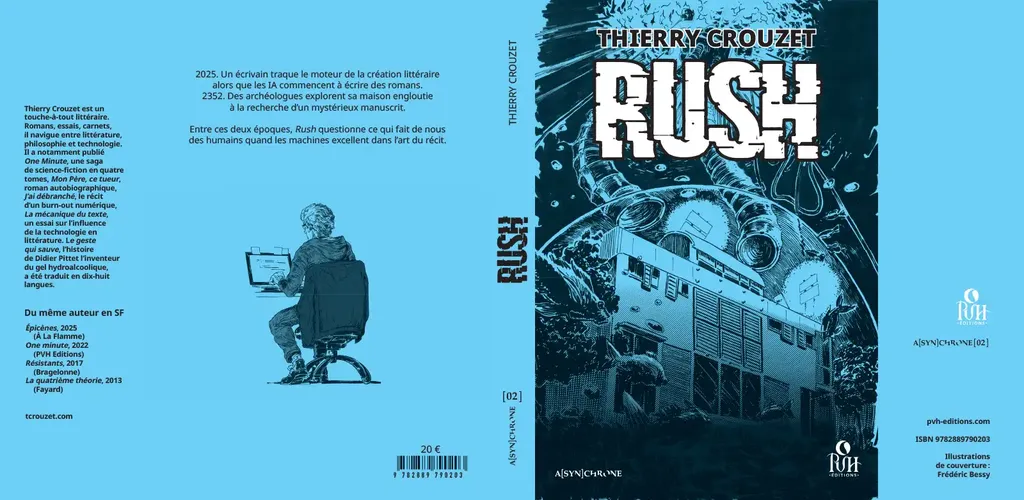 Thierry Crouzet est un
touche-à-tout littéraire.
Romans, essais, carnets,
il navigue entre littérature,
philosophie et technologie.
Il a notamment publié
One Minute, une saga
de science-fiction en quatre
tomes, Mon Père, ce tueur,
roman autobiographique,
J’ai débranché, le récit
d’un burn-out numérique,
La mécanique du texte,
un essai sur l’influence
de la technologie en
littérature. Le geste
qui sauve, l’histoire
de Didier Pittet l’inventeur
du gel hydroalcoolique,
a été traduit en dix-huit
langues.
Du même auteur en SF
Épicènes, 2025
(À La Flamme)
One minute, 2022
(PVH Editions)
Résistants, 2017
(Bragelonne)
La quatrième théorie, 2013
(Fayard)
tcrouzet.com
2025. Un écrivain traque le moteur de la création littéraire
alors que les IA commencent à écrire des romans.
2352. Des archéologues explorent sa maison engloutie
à la recherche d’un mystérieux manuscrit.
Entre ces deux époques, Rush questionne ce qui fait de nous
des humains quand les machines excellent dans l’art du récit.
20 €
9 782889 790203
THIERRY CROUZET
RUSH
[02]
A[SYN]CHRONE
THIERRY CROUZET
RUSH
A[SYN]CHRONE
PVH
ÉDITIONS
PVH
ÉDITIONS
A[SYN]CHRONE[02]
pvh-editions.com
ISBN 9782889790203
Illustrations
de couverture :
Frédéric Bessy